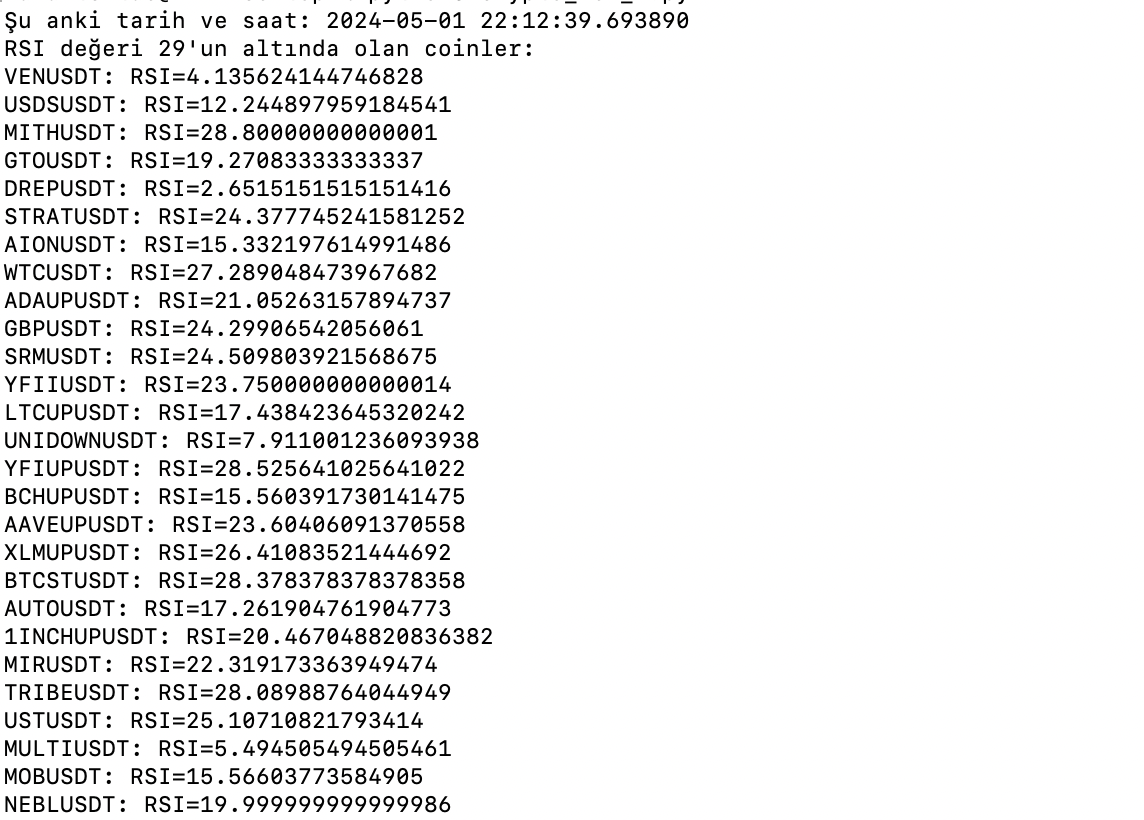 Şu anki tarih ve saat: 2024-05-01 22:12:39.693890
RSI değeri 29'un altında olan coinler:
VENUSDT: RSI=4.135624144746828
USDSUSDT: RSI=12.244897959184541
MITHUSDT: RSI=28.80000000000001
GTOUSDT: RSI=19.27083333333337
DREPUSDT: RSI=2.6515151515151416
STRATUSDT: RSI=24.377745241581252
AIONUSDT: RSI=15.332197614991486
WTCUSDT: RSI=27.289048473967682
ADAUPUSDT: RSI=21.05263157894737
GBPUSDT: RSI=24.29906542056061
SRMUSDT: RSI=24.509803921568675
YFIIUSDT: RSI=23.750000000000014
LTCUPUSDT: RSI=17.438423645320242
UNIDOWNUSDT: RSI=7.911001236093938
YFIUPUSDT: RSI=28.525641025641022
BCHUPUSDT: RSI=15.560391730141475
AAVEUPUSDT: RSI=23.60406091370558
XLMUPUSDT: RSI=26.41083521444692
BTCSTUSDT: RSI=28.378378378378358
AUTOUSDT: RSI=17.261904761904773
1INCHUPUSDT: RSI=20.467048820836382
MIRUSDT: RSI=22.319173363949474
TRIBEUSDT: RSI=28.08988764044949
USTUSDT: RSI=25.10710821793414
MULTIUSDT: RSI=5.494505494505461
MOBUSDT: RSI=15.56603773584905
NEBLUSDT: RSI=19.999999999999986